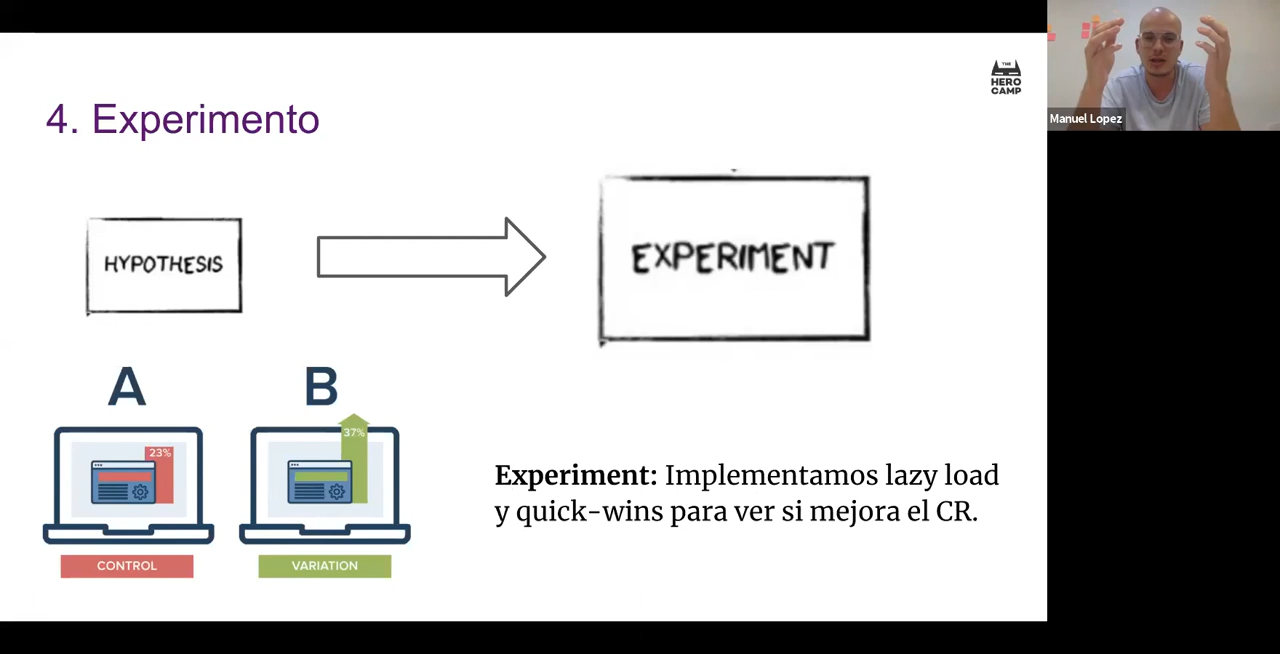 THE
HERO
CAMP
Manuel Lopez
4. Experimento
HYPOTHESIS
EXPERIMENT
A
B
23%
37%
CONTROL
VARIATION
Experiment: Implementamos lazy load
y quick-wins para ver si mejora el CR.